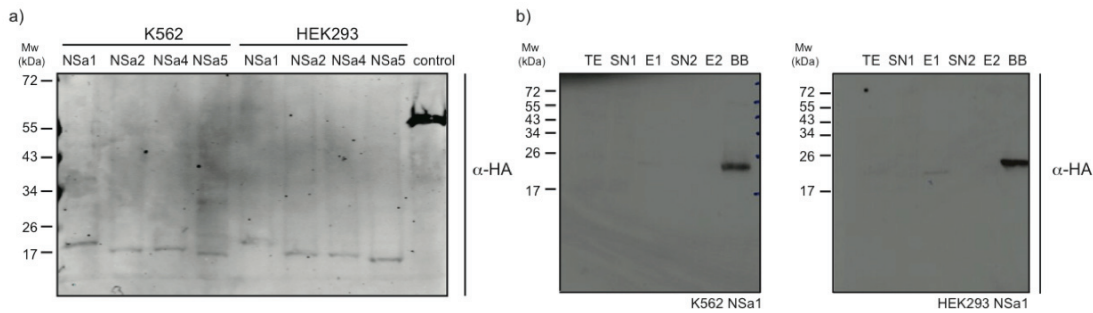 a)
K562 HEK293
Mw
(kDa)
NSa1 NSa2 NSa4 NSa5 NSa1 NSa2 NSa4 NSa5 control
72
55
43
34
26
17
α-HA
b)
Mw
(kDa)
TE SN1 E1 SN2 E2 BB
72
55
43
34
26
17
K562 NSa1
Mw
(kDa)
TE SN1 E1 SN2 E2 BB
72
55
43
34
26
17
α-HA
HEK293 NSa1